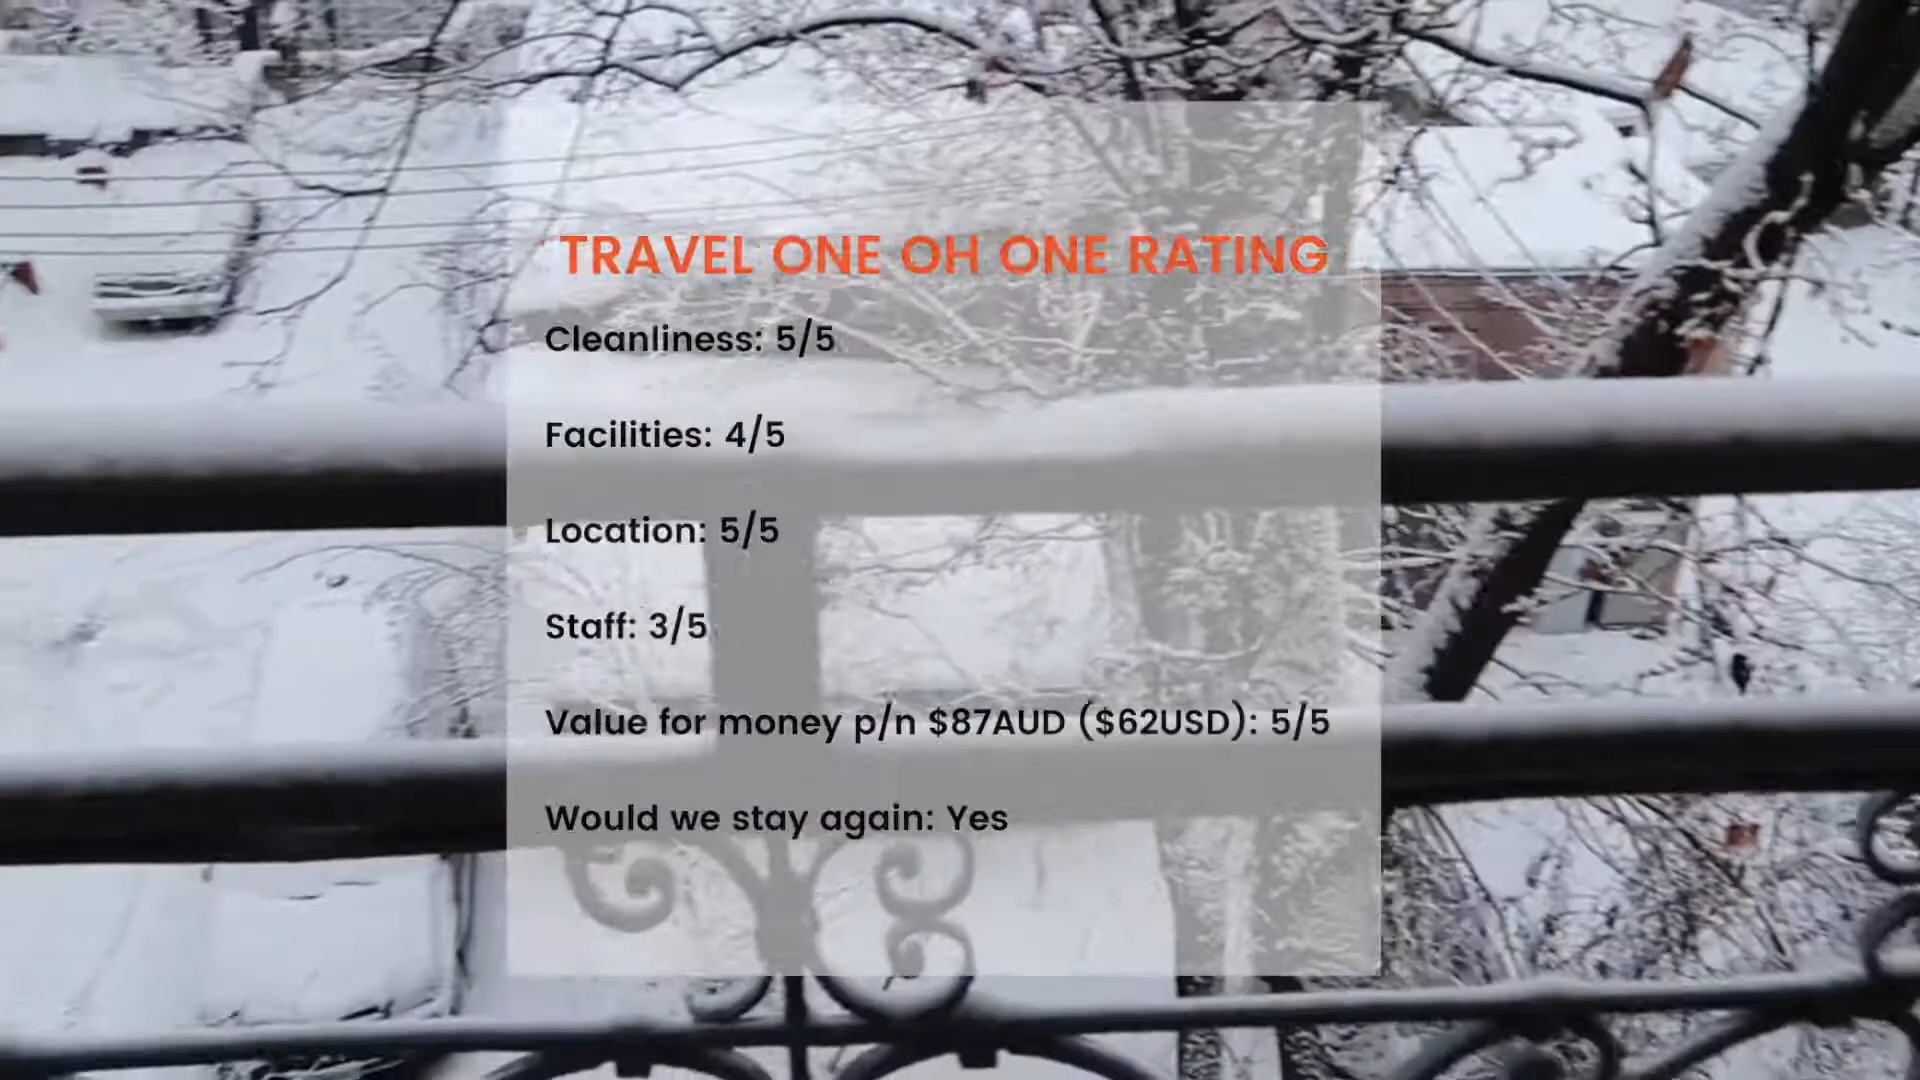 TRAVEL ONE OH ONE RATING
Cleanliness: 5/5
Facilities: 4/5
Location: 5/5
Staff: 3/5
Value for money p/n $87AUD ($62USD): 5/5
Would we stay again: Yes